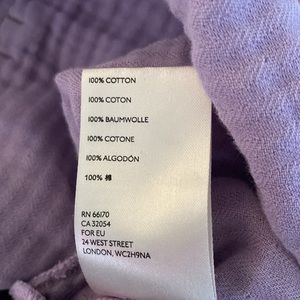 100% COTTON
100% COTON
100% BAUMWOLLE
100% COTONE
100% ALGODÓN
100% 棉
RN 66170
CA 32054
FOR EU
24 WEST STREET
LONDON, WC2H9NA